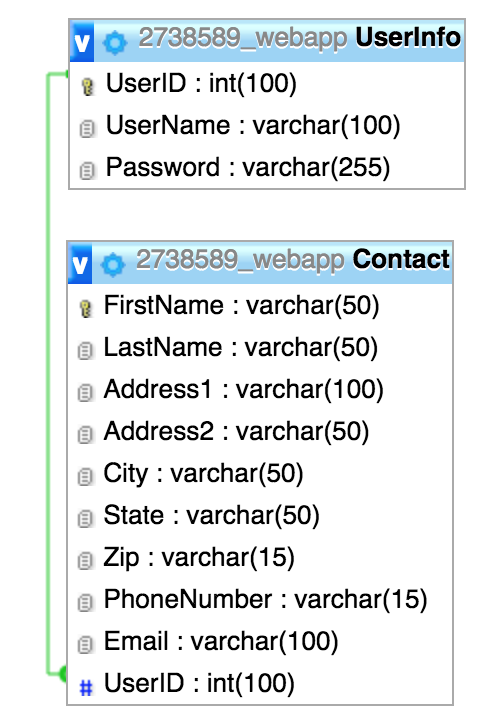 v 2738589_webapp UserInfo
UserID : int(100)
UserName : varchar(100)
Password : varchar(255)
v 2738589_webapp Contact
FirstName : varchar(50)
LastName : varchar(50)
Address1 : varchar(100)
Address2 : varchar(50)
City : varchar(50)
State : varchar(50)
Zip : varchar(15)
PhoneNumber : varchar(15)
Email : varchar(100)
# UserID : int(100)